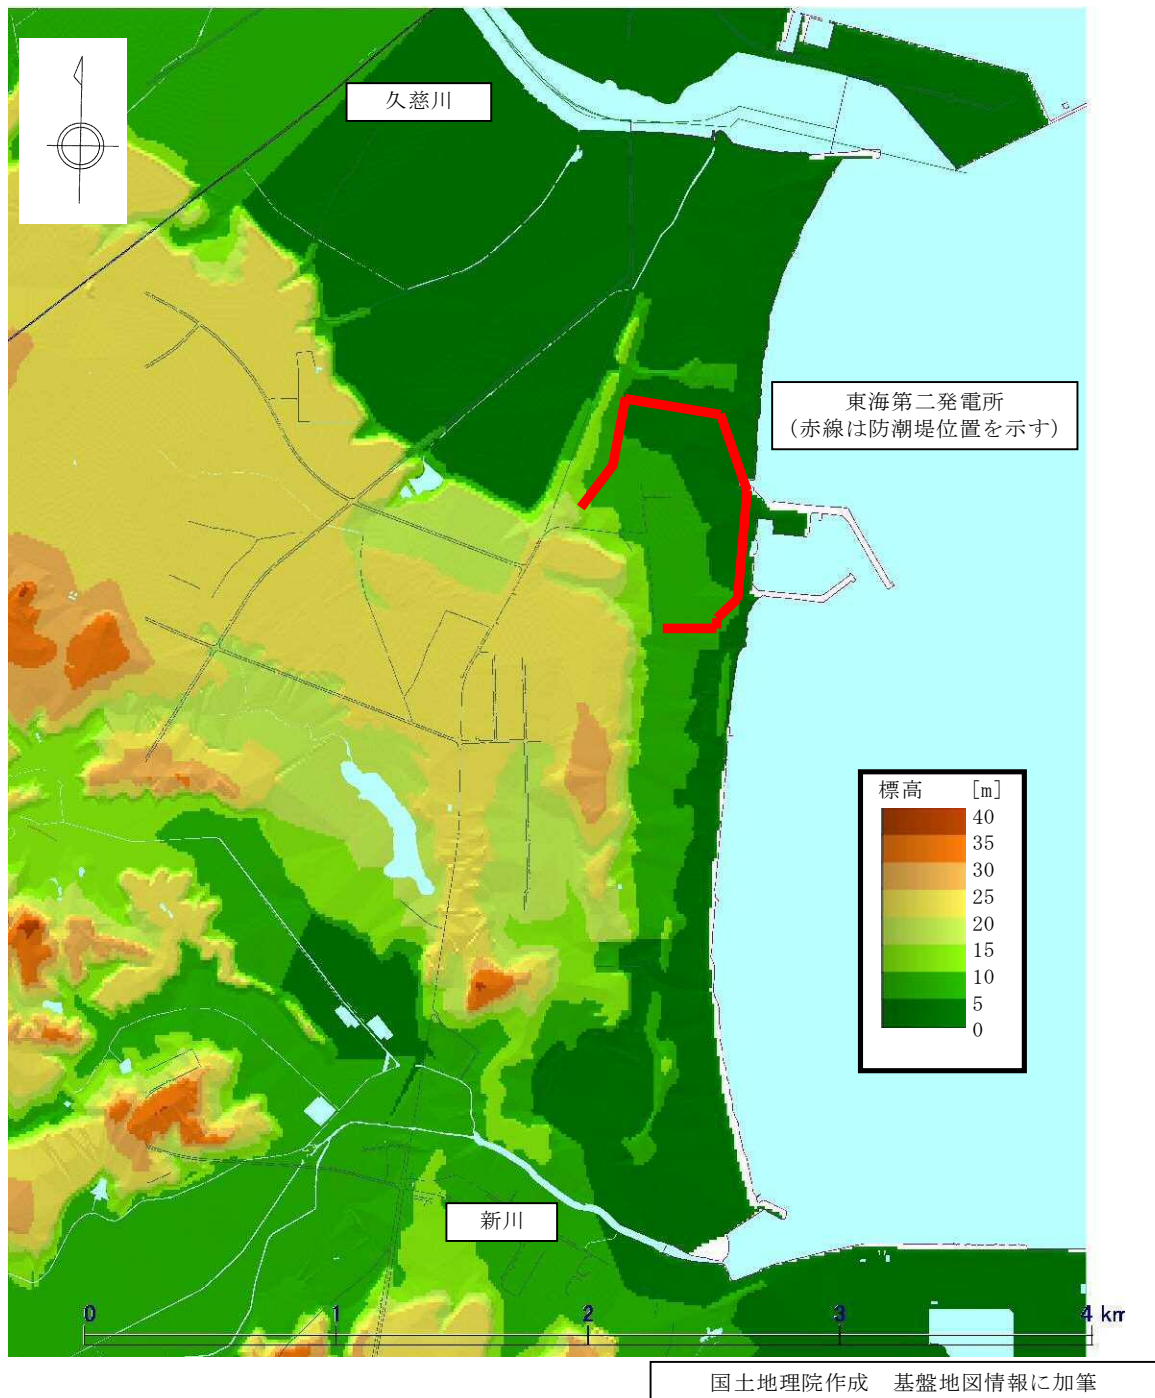 久慈川
東海第二発電所
(赤線は防潮堤位置を示す)
標高 [m]
40
35
30
25
20
15
10
5
0
新川
0 1 2 3 4 km
国土地理院作成 基盤地図情報に加筆